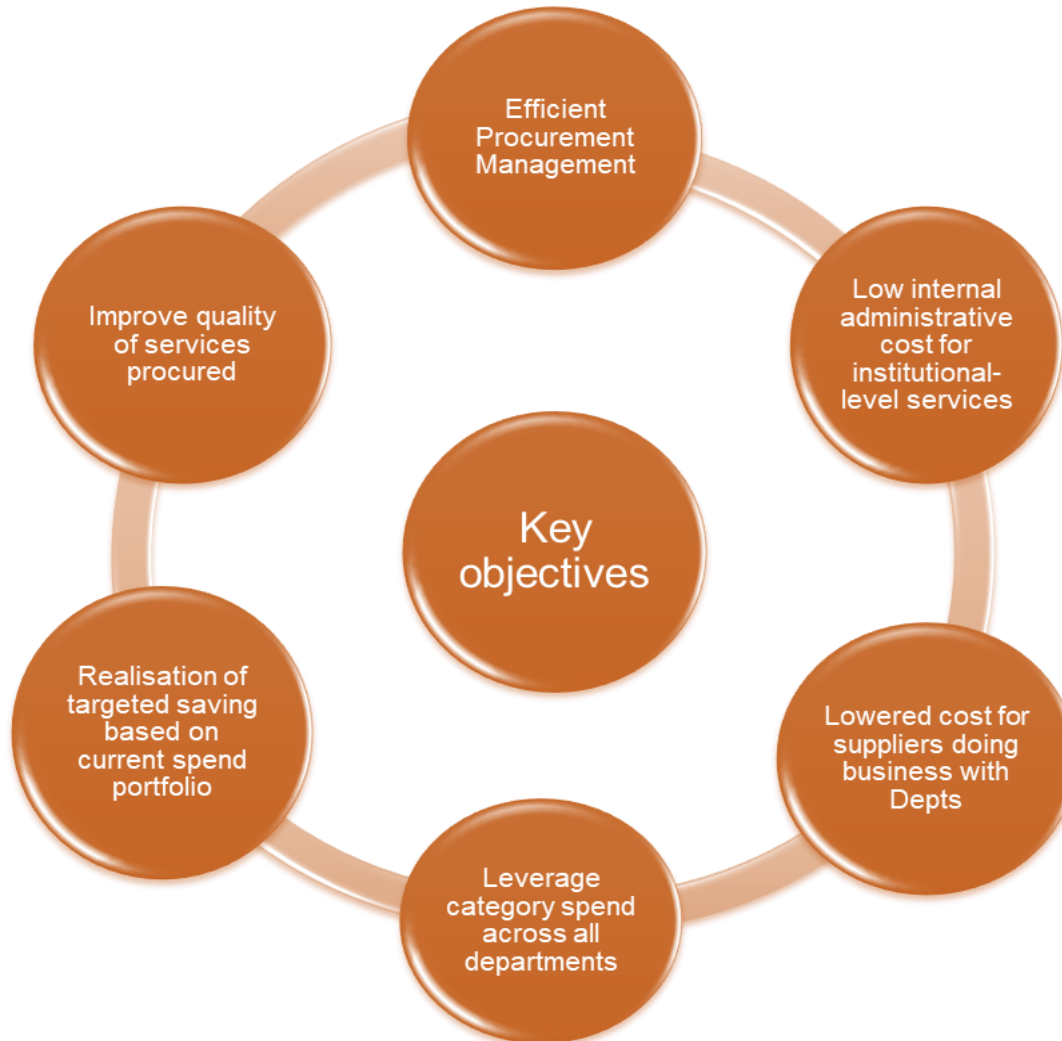 Efficient
Procurement
Management
Low internal
administrative
cost for
institutional-
level services
Lowered cost for
suppliers doing
business with
Depts
Leverage
category spend
across all
departments
Realisation of
targeted saving
based on
current spend
portfolio
Improve quality
of services
procured
Key
objectives